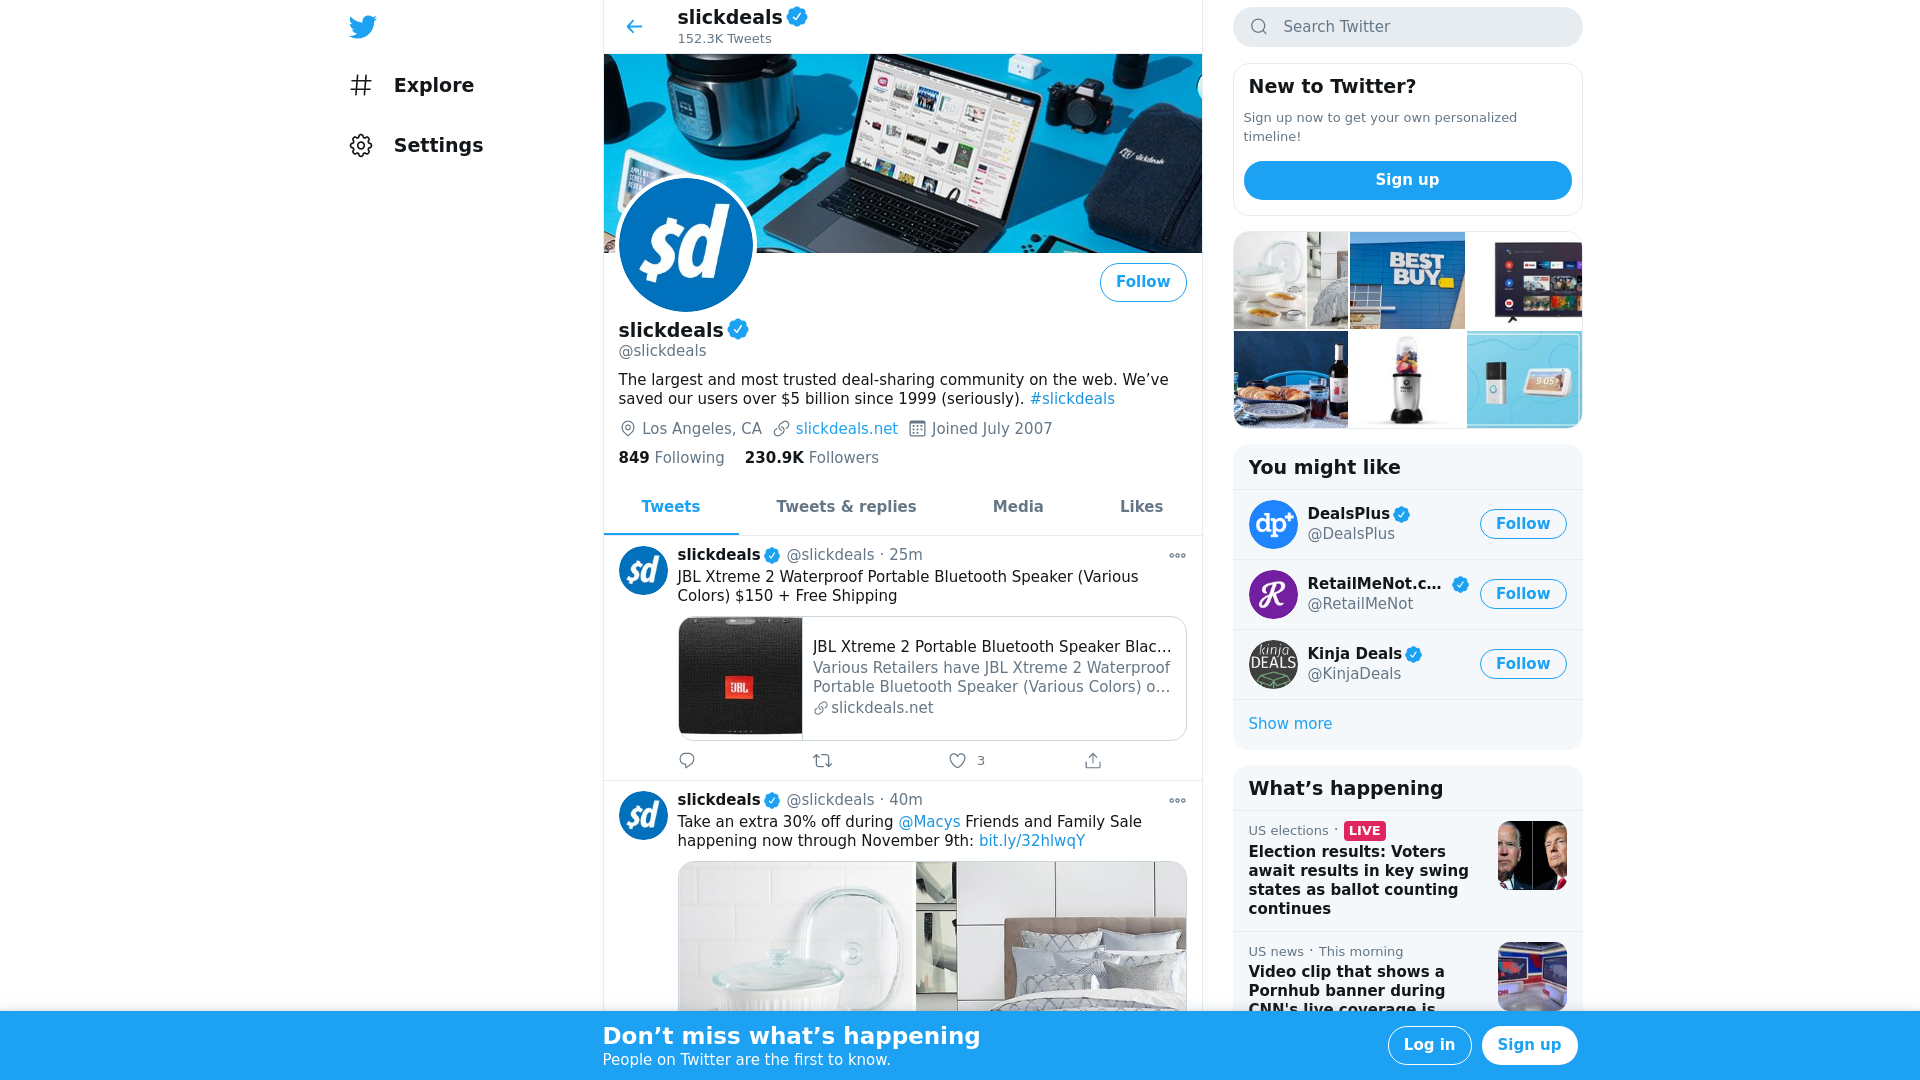 Explore
Settings
slickdeals
152.3K Tweets
slickdeals
$d
Follow
slickdeals
@slickdeals
The largest and most trusted deal-sharing community on the web. We’ve
saved our users over $5 billion since 1999 (seriously). #slickdeals
Los Angeles, CA slickdeals.net Joined July 2007
849 Following 230.9K Followers
Tweets Tweets & replies Media Likes
$d
slickdeals @slickdeals · 25m
JBL Xtreme 2 Waterproof Portable Bluetooth Speaker (Various
Colors) $150 + Free Shipping
JBL
JBL Xtreme 2 Portable Bluetooth Speaker Blac…
Various Retailers have JBL Xtreme 2 Waterproof
Portable Bluetooth Speaker (Various Colors) o…
slickdeals.net
3
$d
slickdeals @slickdeals · 40m
Take an extra 30% off during @Macys Friends and Family Sale
happening now through November 9th: bit.ly/32hlwqY
Search Twitter
New to Twitter?
Sign up now to get your own personalized
timeline!
Sign up
BEST
BUY
9:05
You might like
dp+
DealsPlus
@DealsPlus
Follow
R
RetailMeNot.c…
@RetailMeNot
Follow
kinja
DEALS
Kinja Deals
@KinjaDeals
Follow
Show more
What’s happening
US elections · LIVE
Election results: Voters
await results in key swing
states as ballot counting
continues
US news · This morning
Video clip that shows a
Pornhub banner during
CNN's live coverage is
Don’t miss what’s happening
People on Twitter are the first to know.
Log in
Sign up